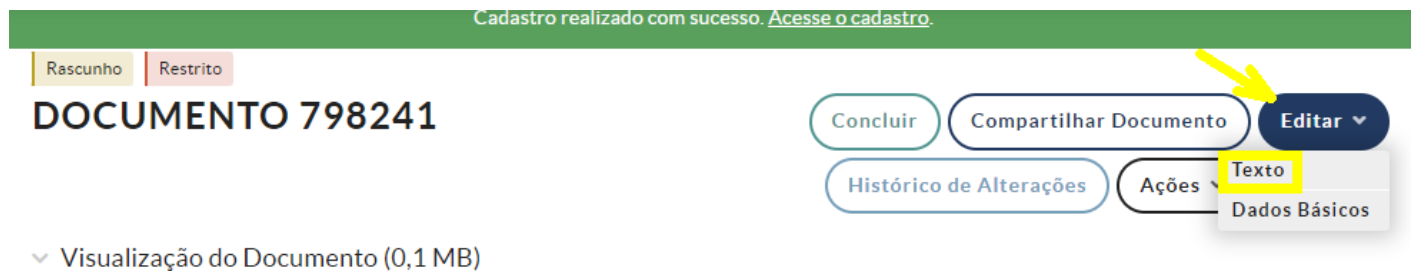 Cadastro realizado com sucesso. Acesse o cadastro.
Rascunho Restrito
DOCUMENTO 798241
Concluir Compartilhar Documento Editar
Texto
Histórico de Alterações Ações
Dados Básicos
Visualização do Documento (0,1 MB)